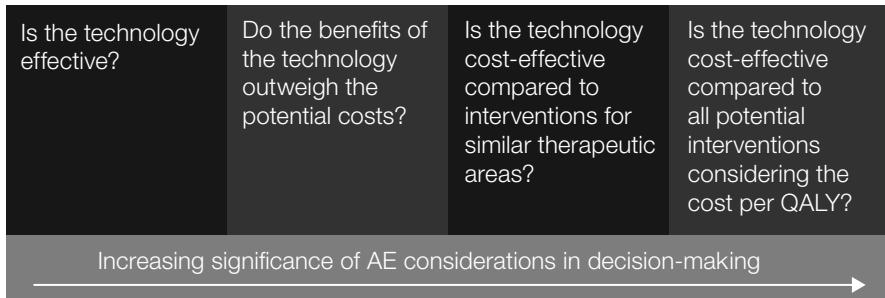 Is the technology
effective?
Do the benefits of
the technology
outweigh the
potential costs?
Is the technology
cost-effective
compared to
interventions for
similar therapeutic
areas?
Is the technology
cost-effective
compared to
all potential
interventions
considering the
cost per QALY?
Increasing significance of AE considerations in decision-making